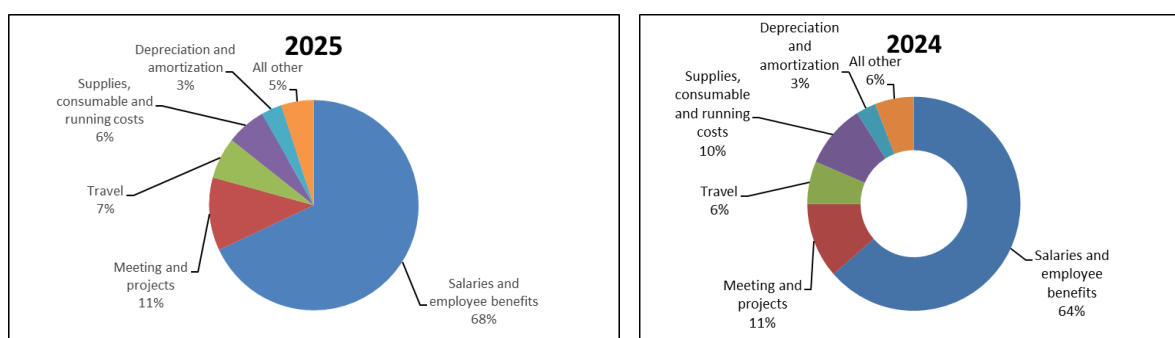 2025
Depreciation and
amortization
3%
All other
5%
Supplies,
consumable and
running costs
6%
Travel
7%
Meeting and
projects
11%
Salaries and
employee benefits
68%
2024
Depreciation
and
amortization
3%
All other
6%
Supplies,
consumable
and running
costs
10%
Travel
6%
Meeting and
projects
11%
Salaries and
employee
benefits
64%